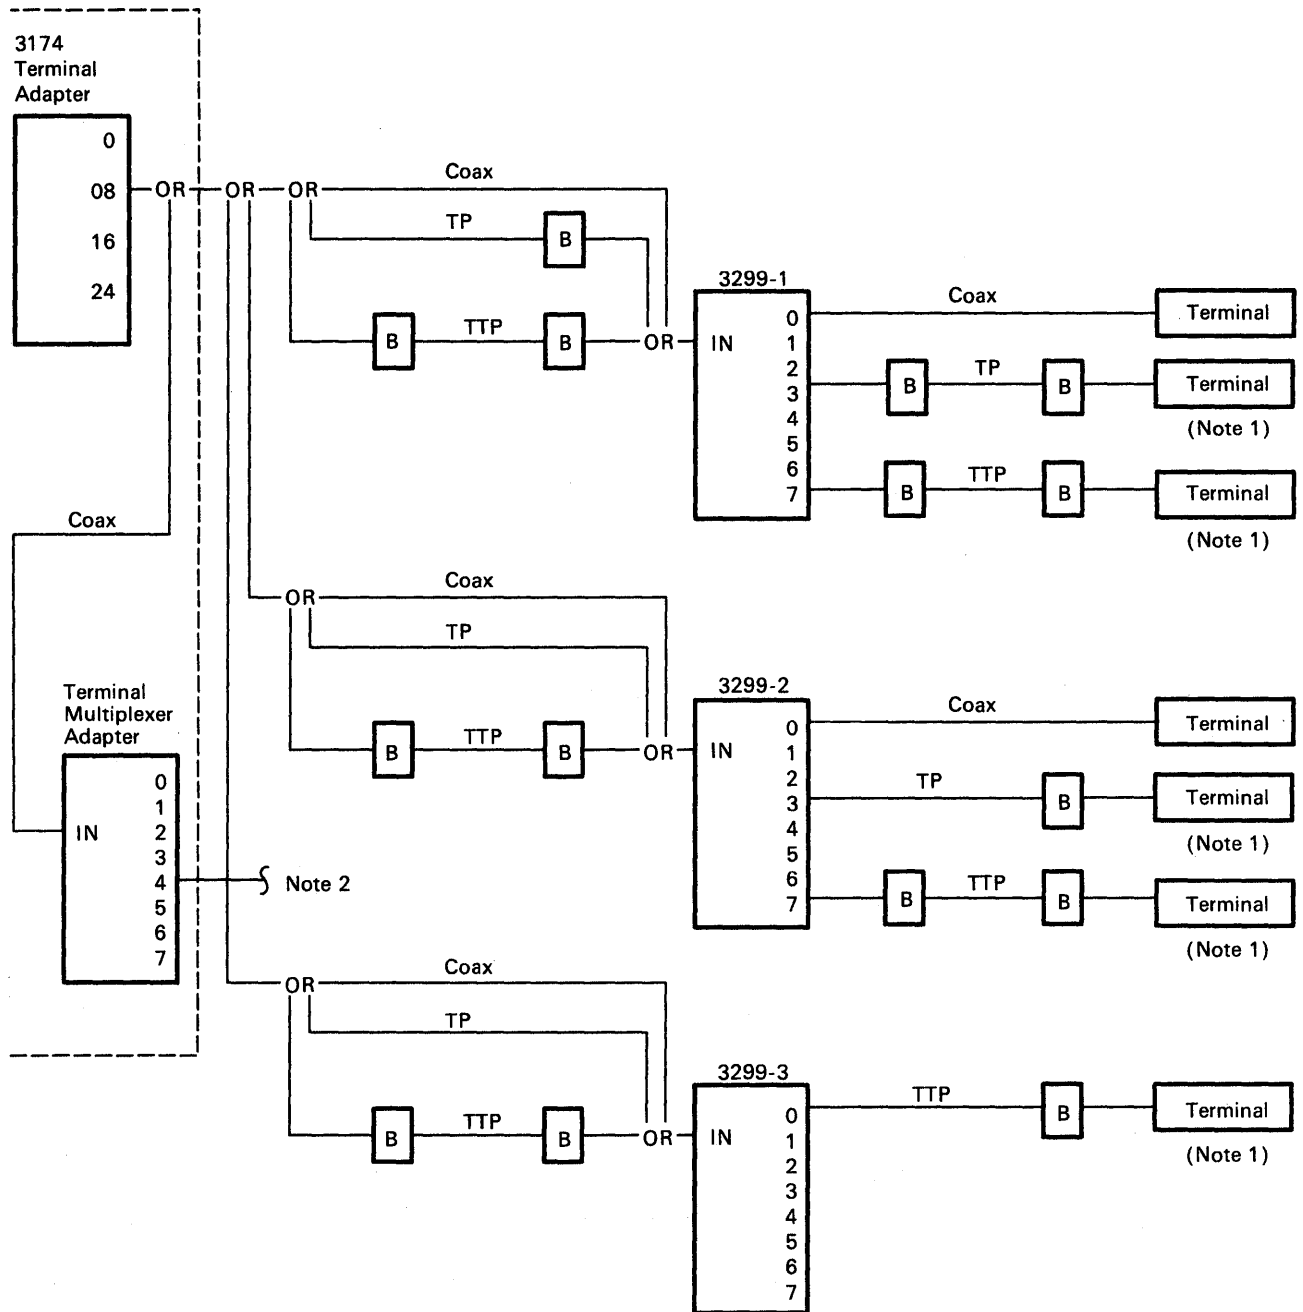 3174
Terminal
Adapter
0
08
16
24
OR
OR
OR
Coax
TP
B
B
TTP
B
OR
3299-1
IN
0
1
2
3
4
5
6
7
Coax
Terminal
B
TP
B
Terminal
(Note 1)
B
TTP
B
Terminal
(Note 1)
Coax
OR
Coax
TP
B
TTP
B
OR
3299-2
IN
0
1
2
3
4
5
6
7
Coax
Terminal
TP
B
Terminal
(Note 1)
B
TTP
B
Terminal
(Note 1)
Terminal
Multiplexer
Adapter
IN
0
1
2
3
4
5
6
7
Note 2
OR
Coax
TP
B
TTP
B
OR
3299-3
IN
0
1
2
3
4
5
6
7
TTP
B
Terminal
(Note 1)